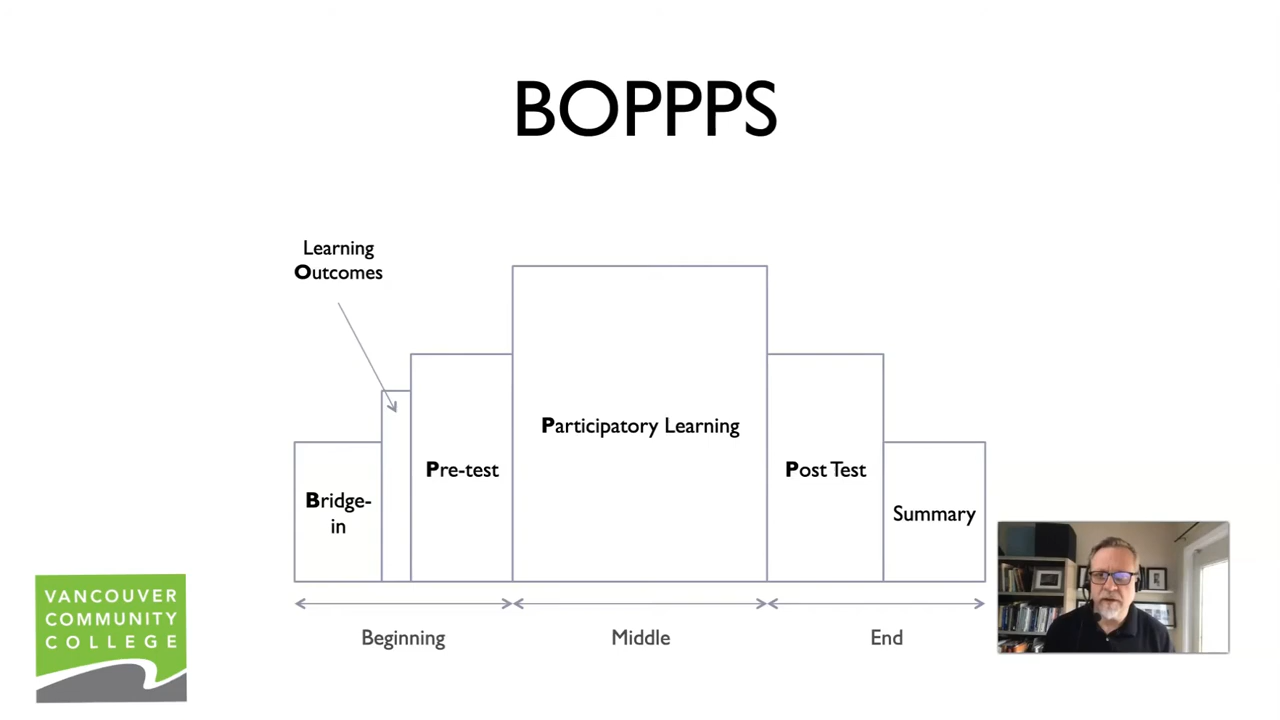 BOPPPS
Learning
Outcomes
Participatory Learning
Pre-test
Post Test
Bridge-
in
Summary
Beginning
Middle
End
VANCOUVER
COMMUNITY
COLLEGE